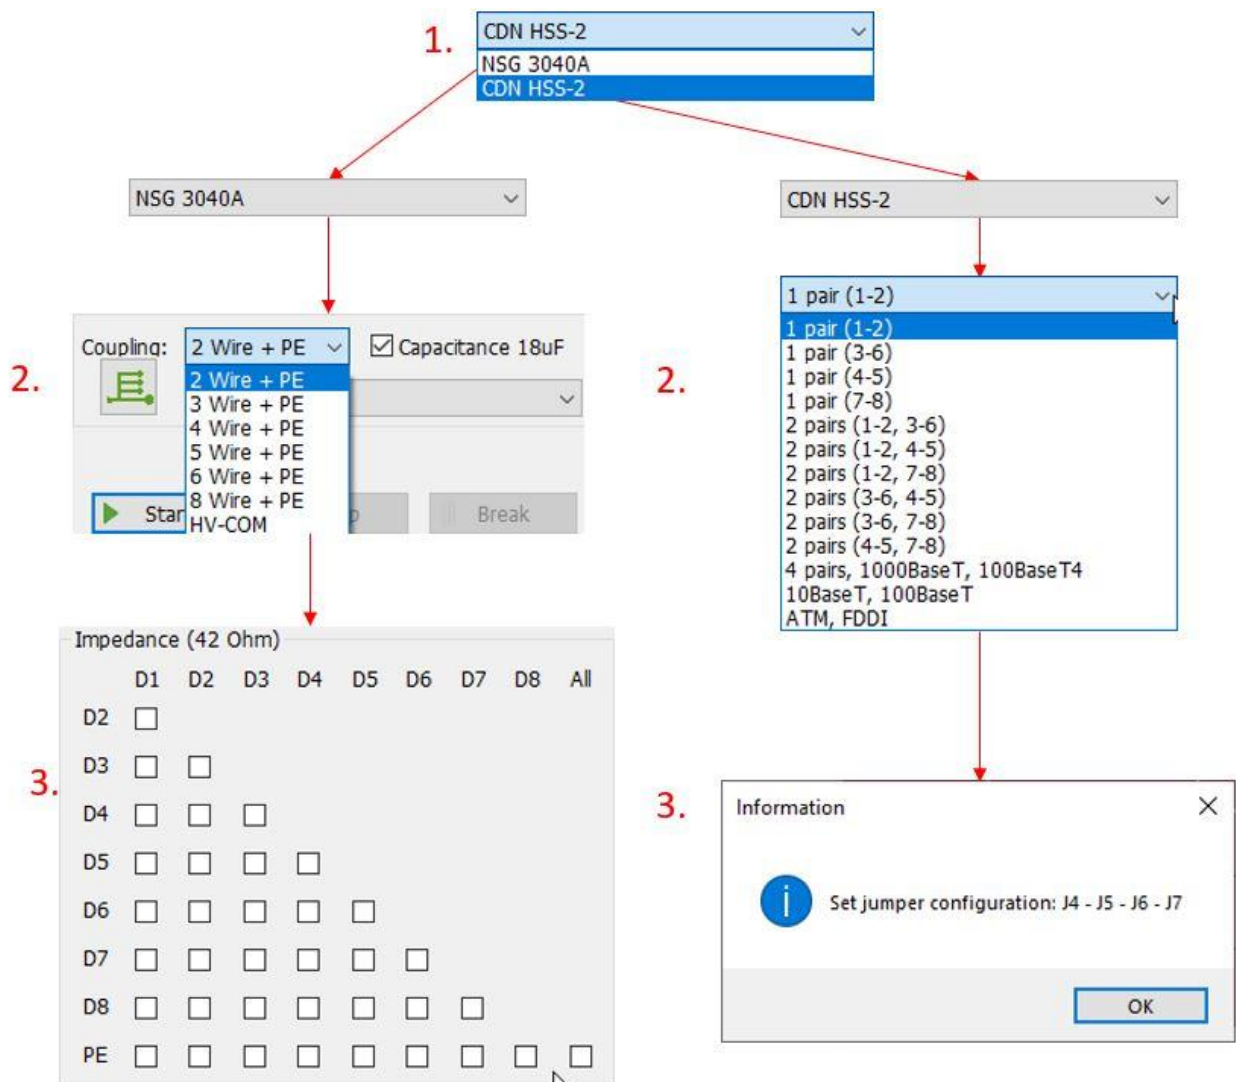 1.
CDN HSS-2
NSG 3040A
CDN HSS-2
NSG 3040A
2.
Coupling:
2 Wire + PE
Capacitance 18uF
2 Wire + PE
3 Wire + PE
4 Wire + PE
5 Wire + PE
6 Wire + PE
8 Wire + PE
HV-COM
Star
p
Break
3.
Impedance (42 Ohm)
D1 D2 D3 D4 D5 D6 D7 D8 All
D2
D3
D4
D5
D6
D7
D8
PE
CDN HSS-2
2.
1 pair (1-2)
1 pair (1-2)
1 pair (3-6)
1 pair (4-5)
1 pair (7-8)
2 pairs (1-2, 3-6)
2 pairs (1-2, 4-5)
2 pairs (1-2, 7-8)
2 pairs (3-6, 4-5)
2 pairs (3-6, 7-8)
2 pairs (4-5, 7-8)
4 pairs, 1000BaseT, 100BaseT4
10BaseT, 100BaseT
ATM, FDDI
3.
Information
Set jumper configuration: J4 - J5 - J6 - J7
OK